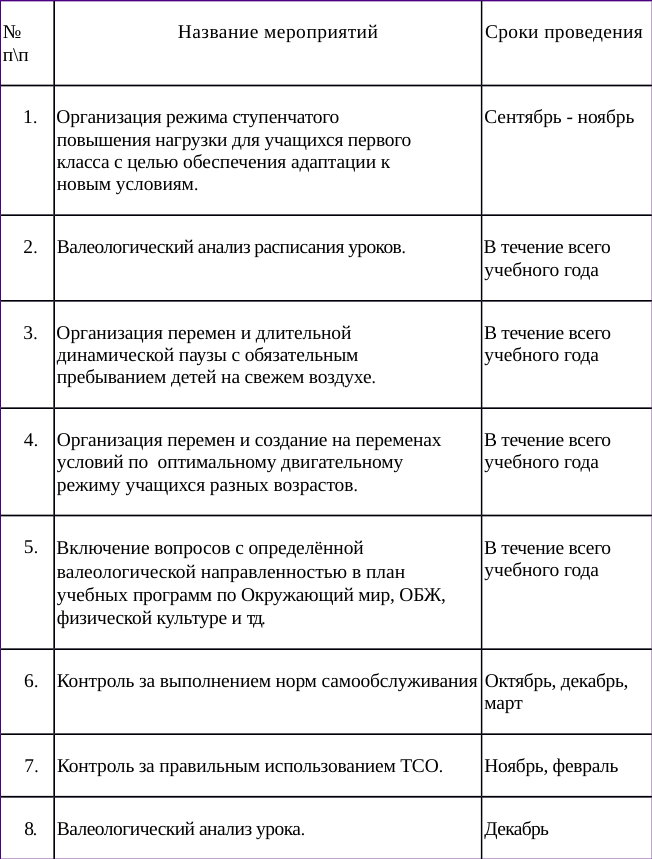 № Название мероприятий Сроки проведения
п\п
1. Организация режима ступенчатого Сентябрь - ноябрь
повышения нагрузки для учащихся первого
класса с целью обеспечения адаптации к
новым условиям.
2. Валеологический анализ расписания уроков. В течение всего
учебного года
3. Организация перемен и длительной В течение всего
динамической паузы с обязательным учебного года
пребыванием детей на свежем воздухе.
4. Организация перемен и создание на переменах В течение всего
условий по оптимальному двигательному учебного года
режиму учащихся разных возрастов.
5. Включение вопросов с определённой В течение всего
валеологической направленностью в план учебного года
учебных программ по Окружающий мир, ОБЖ,
физической культуре и тд.
6. Контроль за выполнением норм самообслуживания Октябрь, декабрь,
март
7. Контроль за правильным использованием ТСО. Ноябрь, февраль
8. Валеологический анализ урока. Декабрь